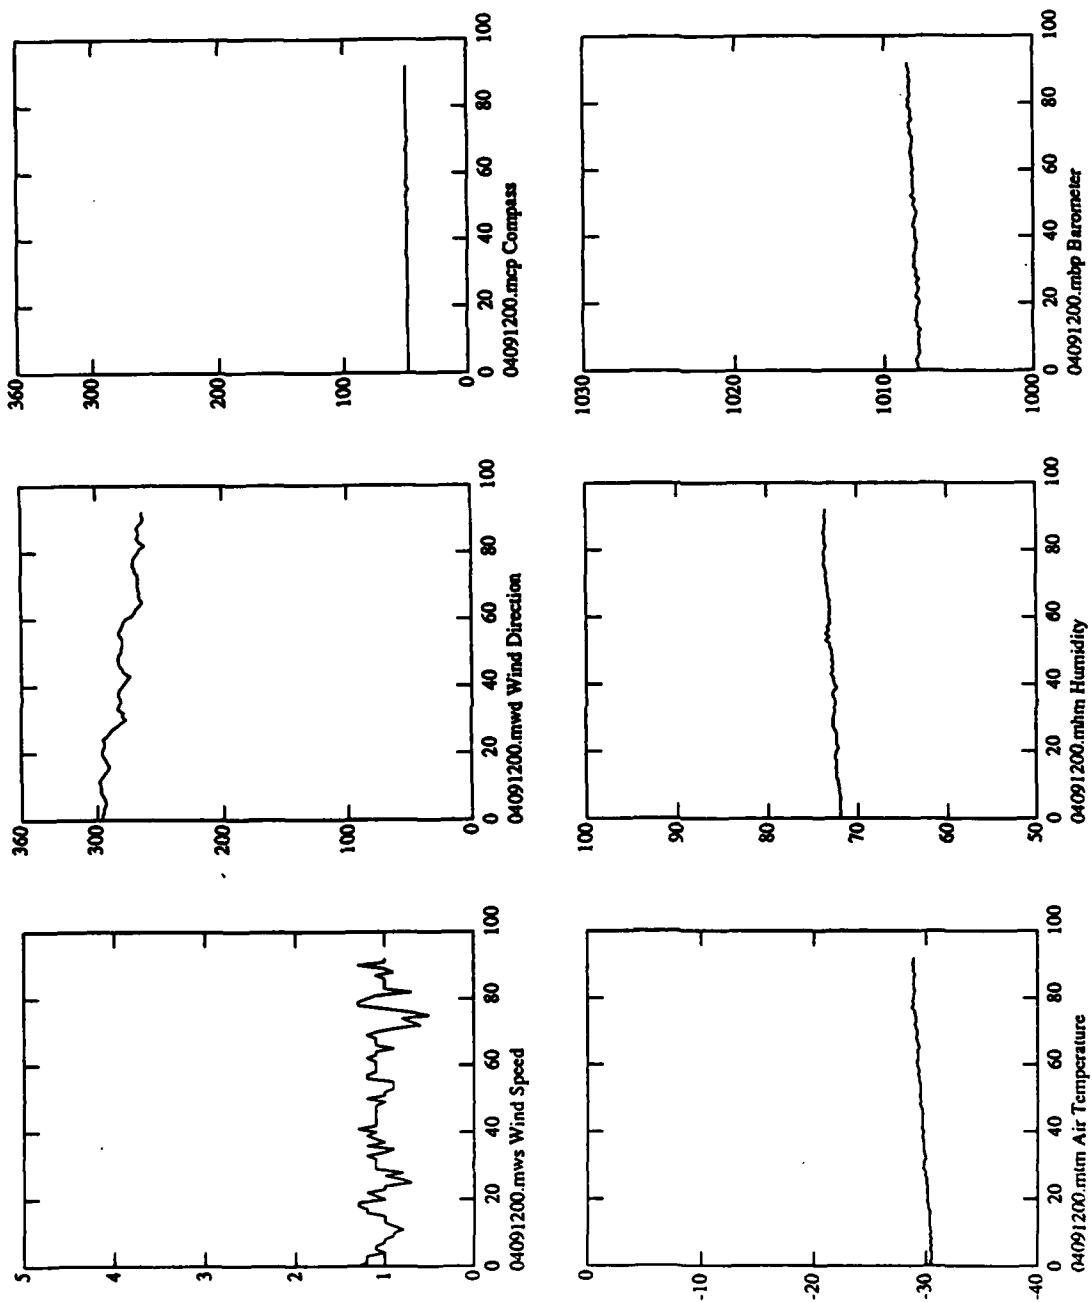 5
4
3
2
1
0
0 20 40 60 80 100
04091200.mws Wind Speed
360
300
200
100
0
0 20 40 60 80 100
04091200.mwd Wind Direction
360
300
200
100
0
0 20 40 60 80 100
04091200.mcp Compass
0
-10
-20
-30
-40
0 20 40 60 80 100
04091200.mtm Air Temperature
100
90
80
70
60
50
0 20 40 60 80 100
04091200.mhm Humidity
1030
1020
1010
1000
0 20 40 60 80 100
04091200.mbp Barometer